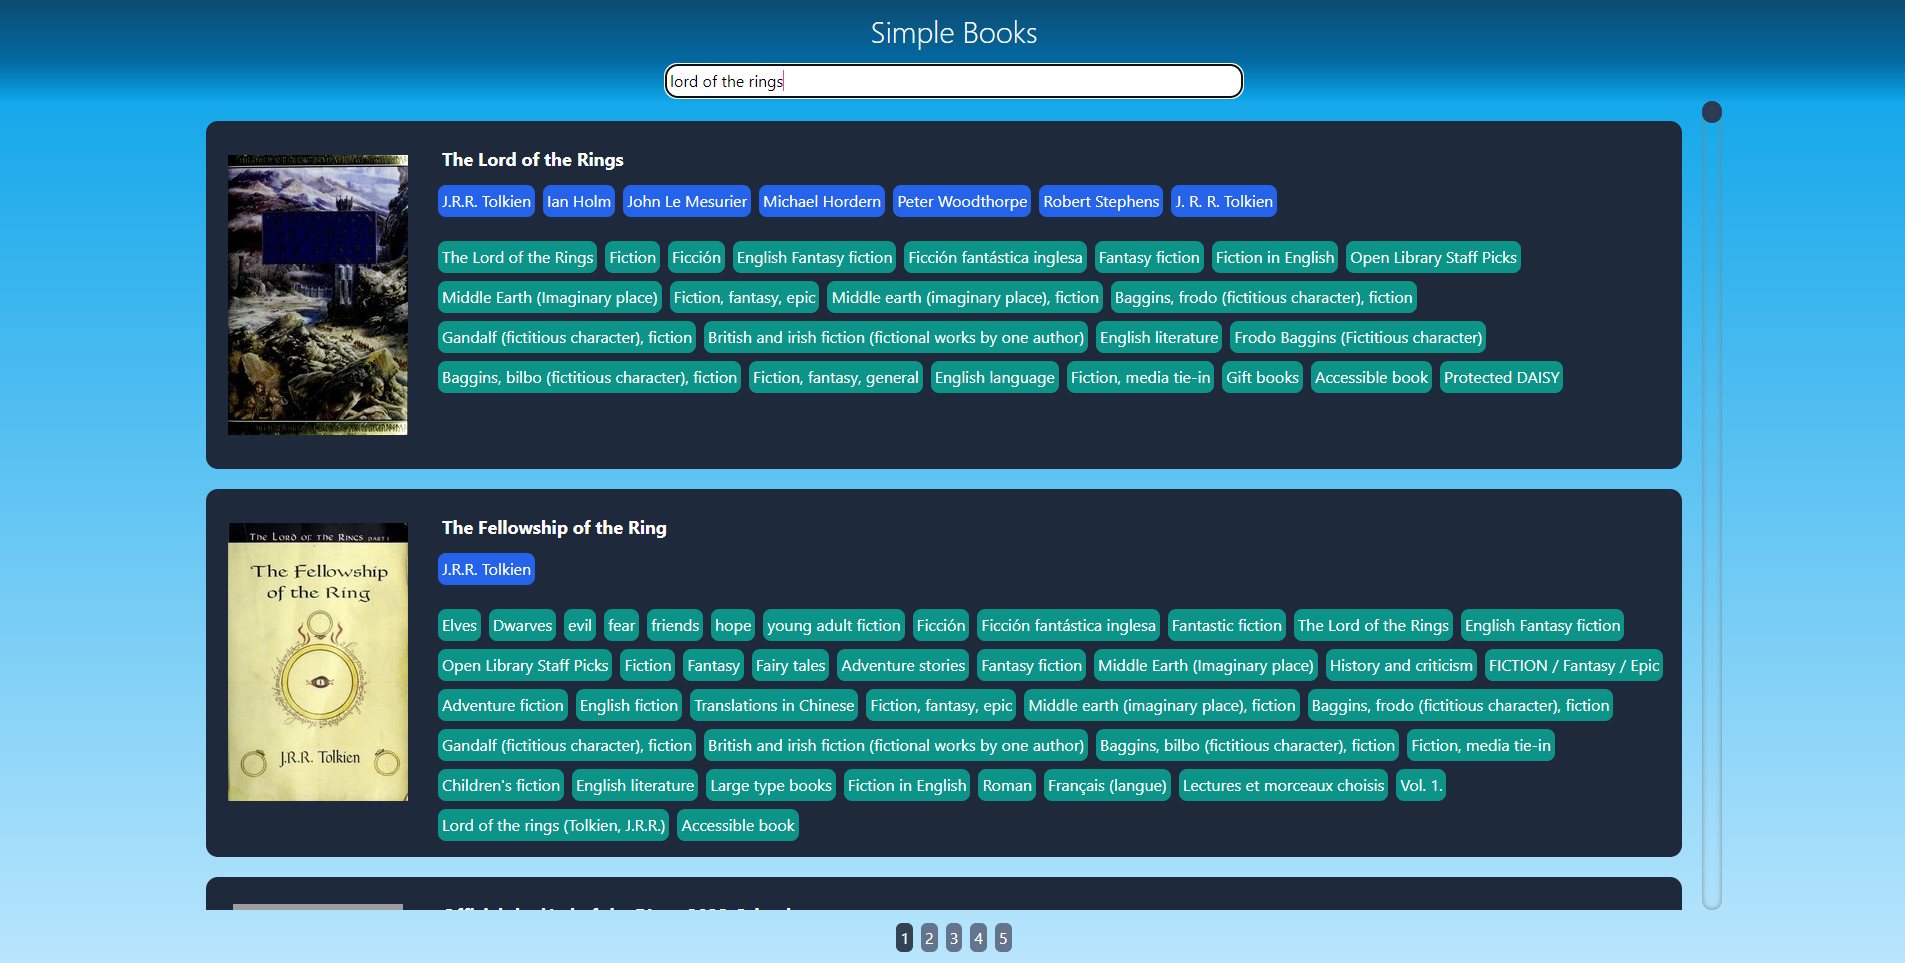 Simple Books
lord of the rings
The Lord of the Rings
J.R.R. Tolkien Ian Holm John Le Mesurier Michael Hordern Peter Woodthorpe Robert Stephens J. R. R. Tolkien
The Lord of the Rings Fiction Ficción English Fantasy fiction Ficción fantástica inglesa Fantasy fiction Fiction in English Open Library Staff Picks
Middle Earth (Imaginary place) Fiction, fantasy, epic Middle earth (imaginary place), fiction Baggins, frodo (fictitious character), fiction
Gandalf (fictitious character), fiction British and irish fiction (fictional works by one author) English literature Frodo Baggins (Fictitious character)
Baggins, bilbo (fictitious character), fiction Fiction, fantasy, general English language Fiction, media tie-in Gift books Accessible book Protected DAISY
The Lord of the Rings PART 1
The Fellowship
of the Ring
J.R.R. Tolkien
The Fellowship of the Ring
J.R.R. Tolkien
Elves Dwarves evil fear friends hope young adult fiction Ficción Ficción fantástica inglesa Fantastic fiction The Lord of the Rings English Fantasy fiction
Open Library Staff Picks Fiction Fantasy Fairy tales Adventure stories Fantasy fiction Middle Earth (Imaginary place) History and criticism FICTION / Fantasy / Epic
Adventure fiction English fiction Translations in Chinese Fiction, fantasy, epic Middle earth (imaginary place), fiction Baggins, frodo (fictitious character), fiction
Gandalf (fictitious character), fiction British and irish fiction (fictional works by one author) Baggins, bilbo (fictitious character), fiction Fiction, media tie-in
Children's fiction English literature Large type books Fiction in English Roman Français (langue) Lectures et morceaux choisis Vol. 1.
Lord of the rings (Tolkien, J.R.R.) Accessible book
1 2 3 4 5